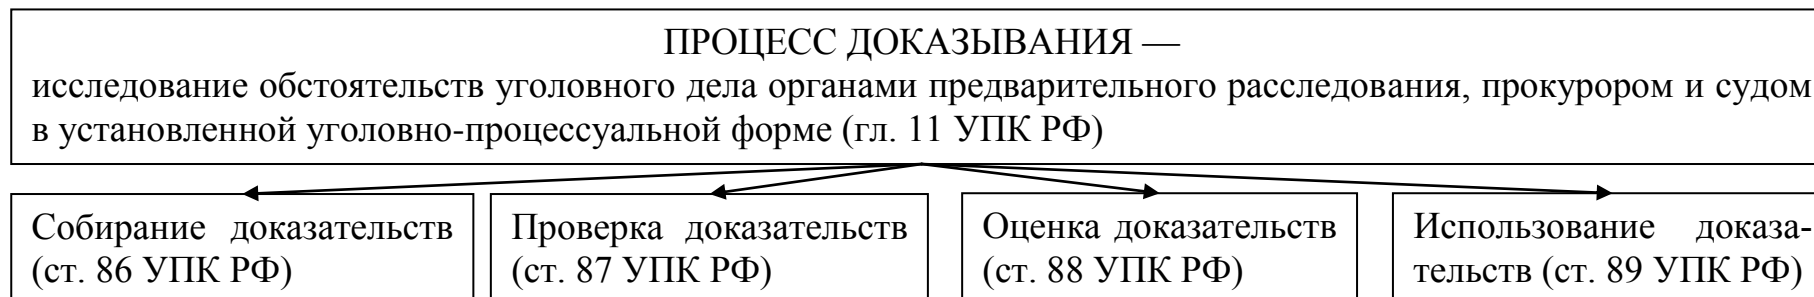 ПРОЦЕСС ДОКАЗЫВАНИЯ —
исследование обстоятельств уголовного дела органами предварительного расследования, прокурором и судом
в установленной уголовно-процессуальной форме (гл. 11 УПК РФ)
Собирание доказательств
(ст. 86 УПК РФ)
Проверка доказательств
(ст. 87 УПК РФ)
Оценка доказательств
(ст. 88 УПК РФ)
Использование доказа-
тельств (ст. 89 УПК РФ)